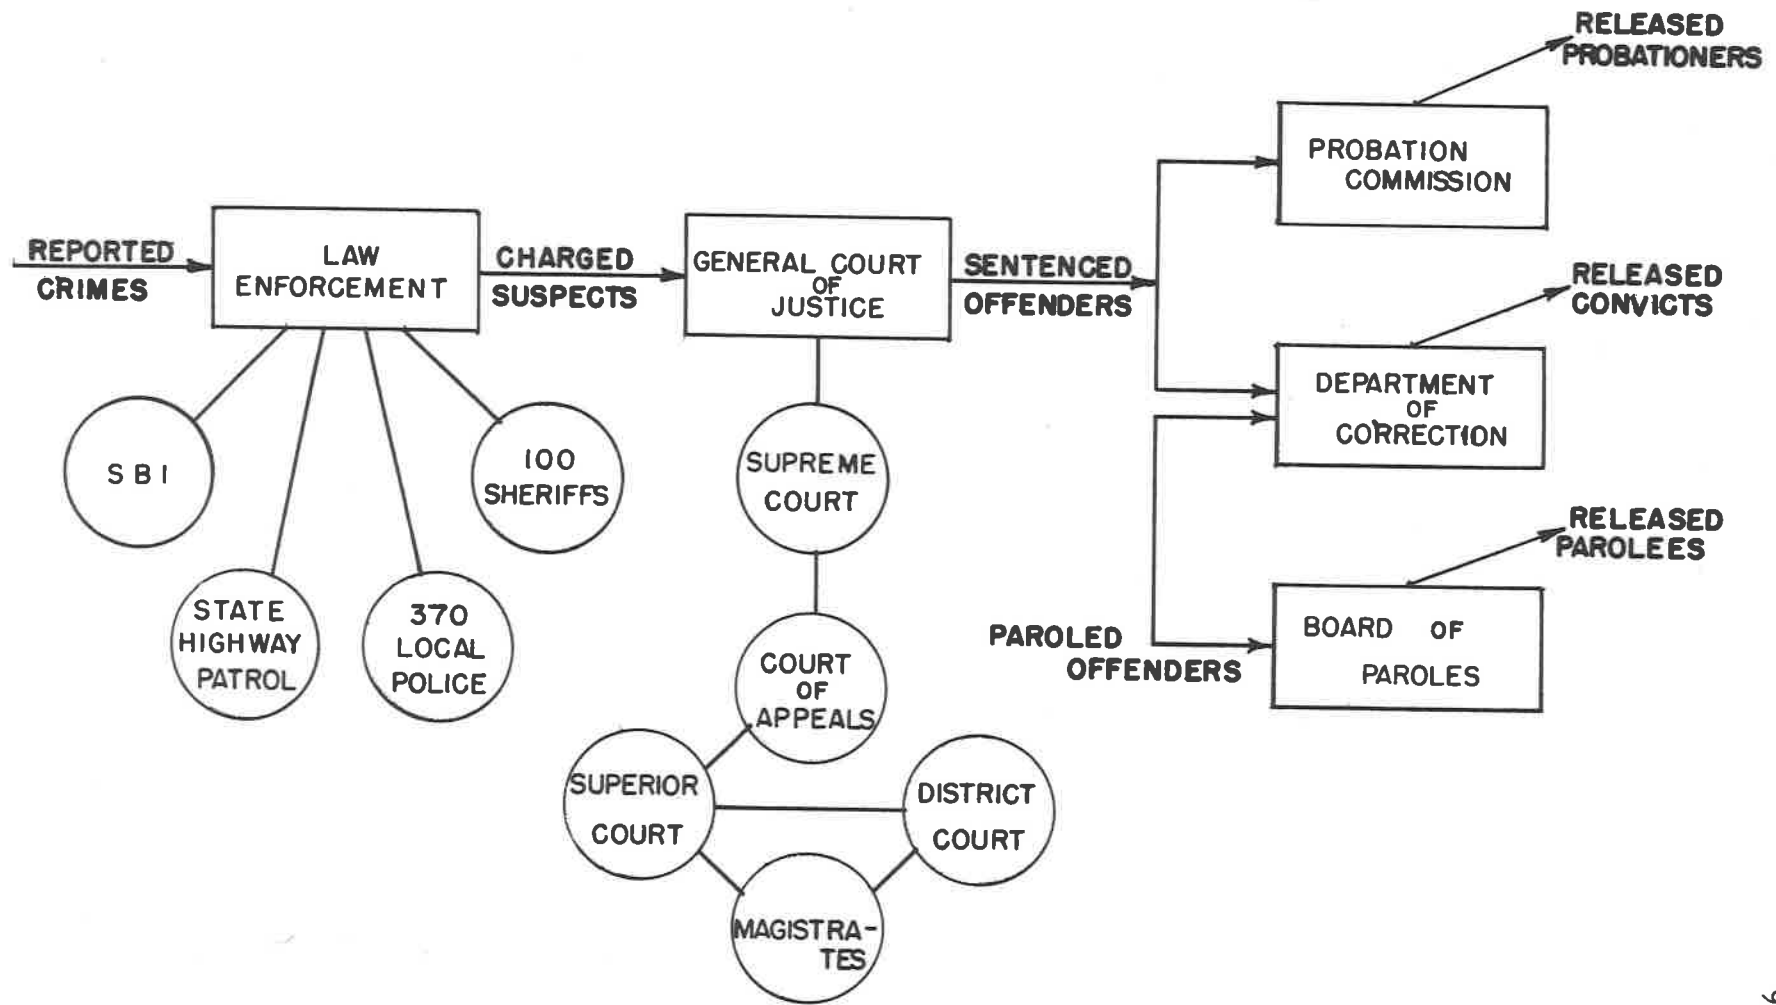 RELEASED
PROBATIONERS
PROBATION
COMMISSION
REPORTED
CRIMES
LAW
ENFORCEMENT
CHARGED
SUSPECTS
GENERAL COURT
OF
JUSTICE
SENTENCED
OFFENDERS
RELEASED
CONVICTS
DEPARTMENT
OF
CORRECTION
SBI
100
SHERIFFS
STATE
HIGHWAY
PATROL
370
LOCAL
POLICE
SUPREME
COURT
COURT
OF
APPEALS
SUPERIOR
COURT
DISTRICT
COURT
MAGISTRA-
TES
RELEASED
PAROLEES
PAROLED
OFFENDERS
BOARD OF
PAROLES